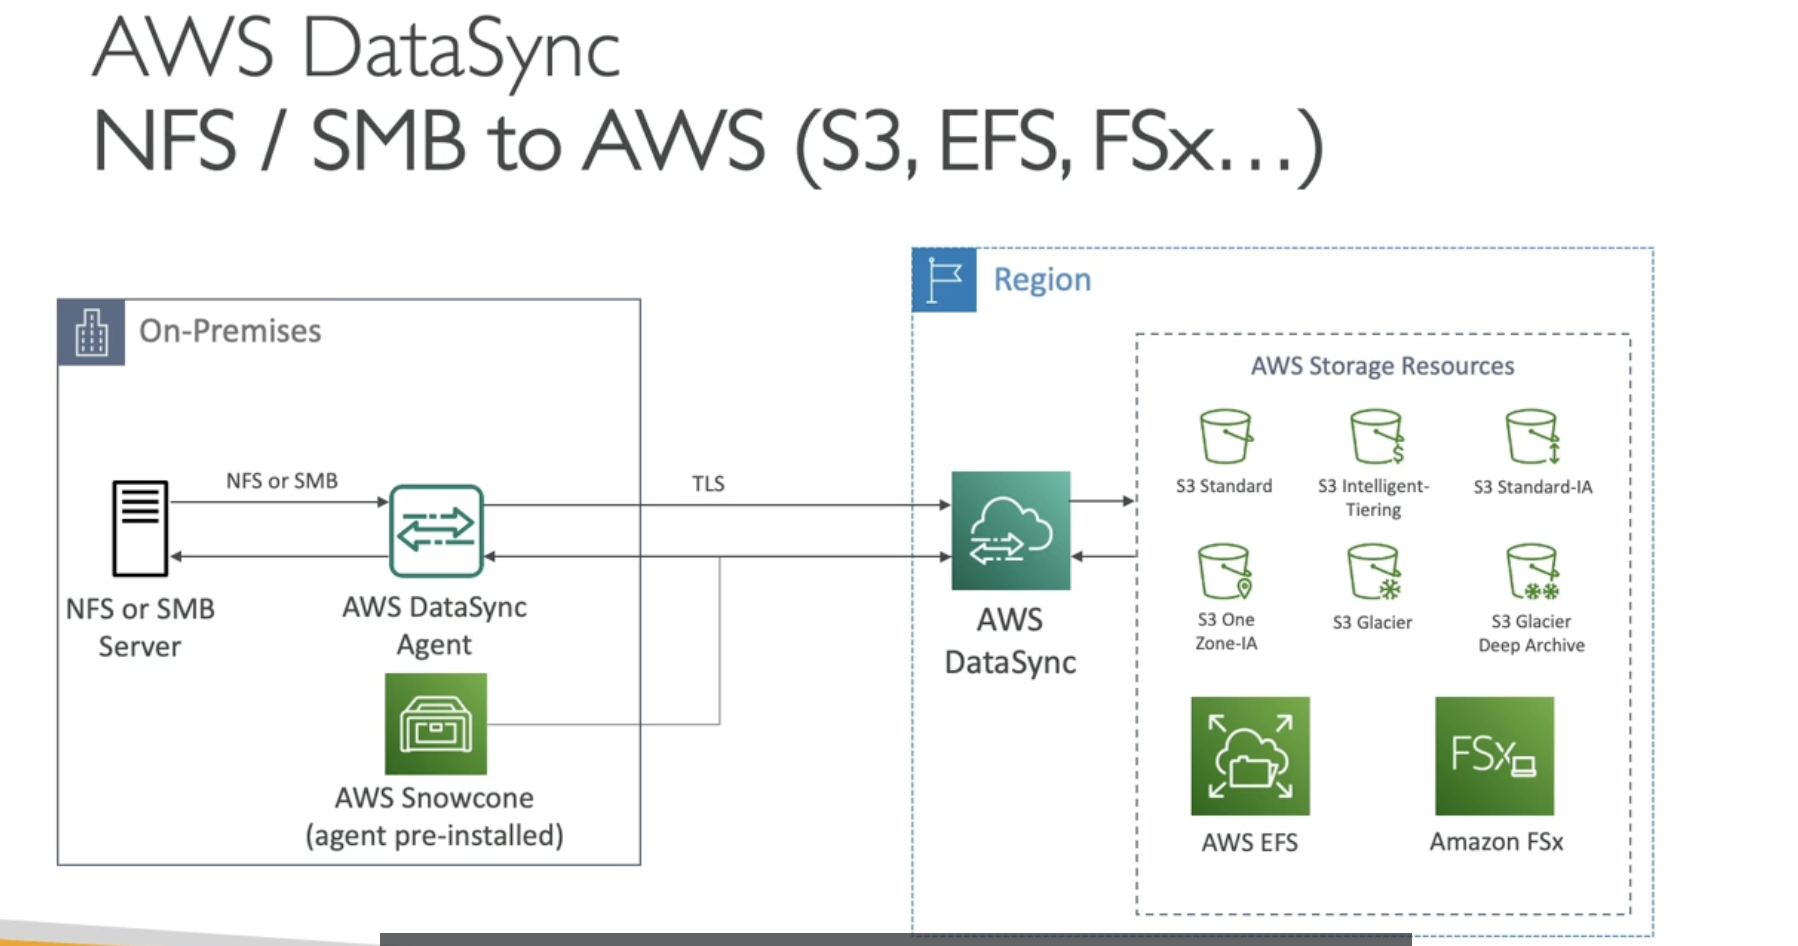 AWS DataSync
NFS / SMB to AWS (S3, EFS, FSx…)
On-Premises
NFS or SMB
NFS or SMB
Server
AWS DataSync
Agent
AWS Snowcone
(agent pre-installed)
TLS
Region
AWS
DataSync
AWS Storage Resources
S3 Standard
S3 Intelligent-
Tiering
S3 Standard-IA
S3 One
Zone-IA
S3 Glacier
S3 Glacier
Deep Archive
AWS EFS
FSx
Amazon FSx